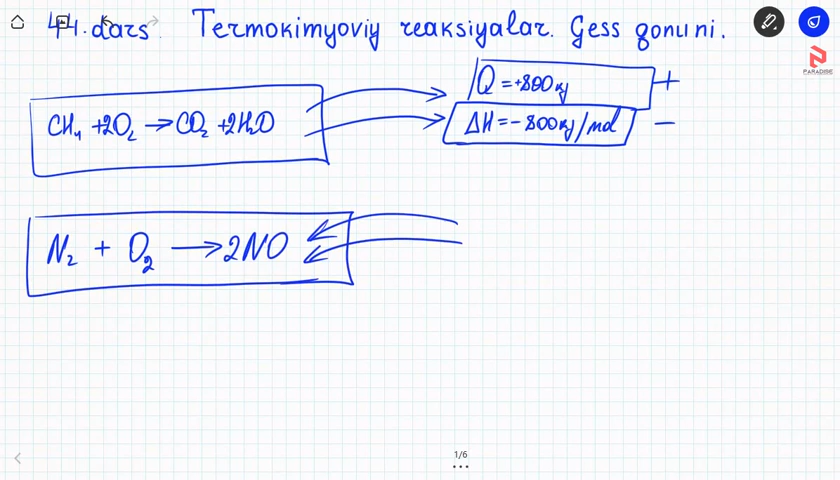 44.dars. Termokimyoviy reaksiyalar. Gess qonuni.
CH₄ +2O₂ → CO₂ +2H₂O
Q = +800 kj
+
ΔH = -800 kj/mol
−
N₂ + O₂ → 2NO
PARADISE
1/6